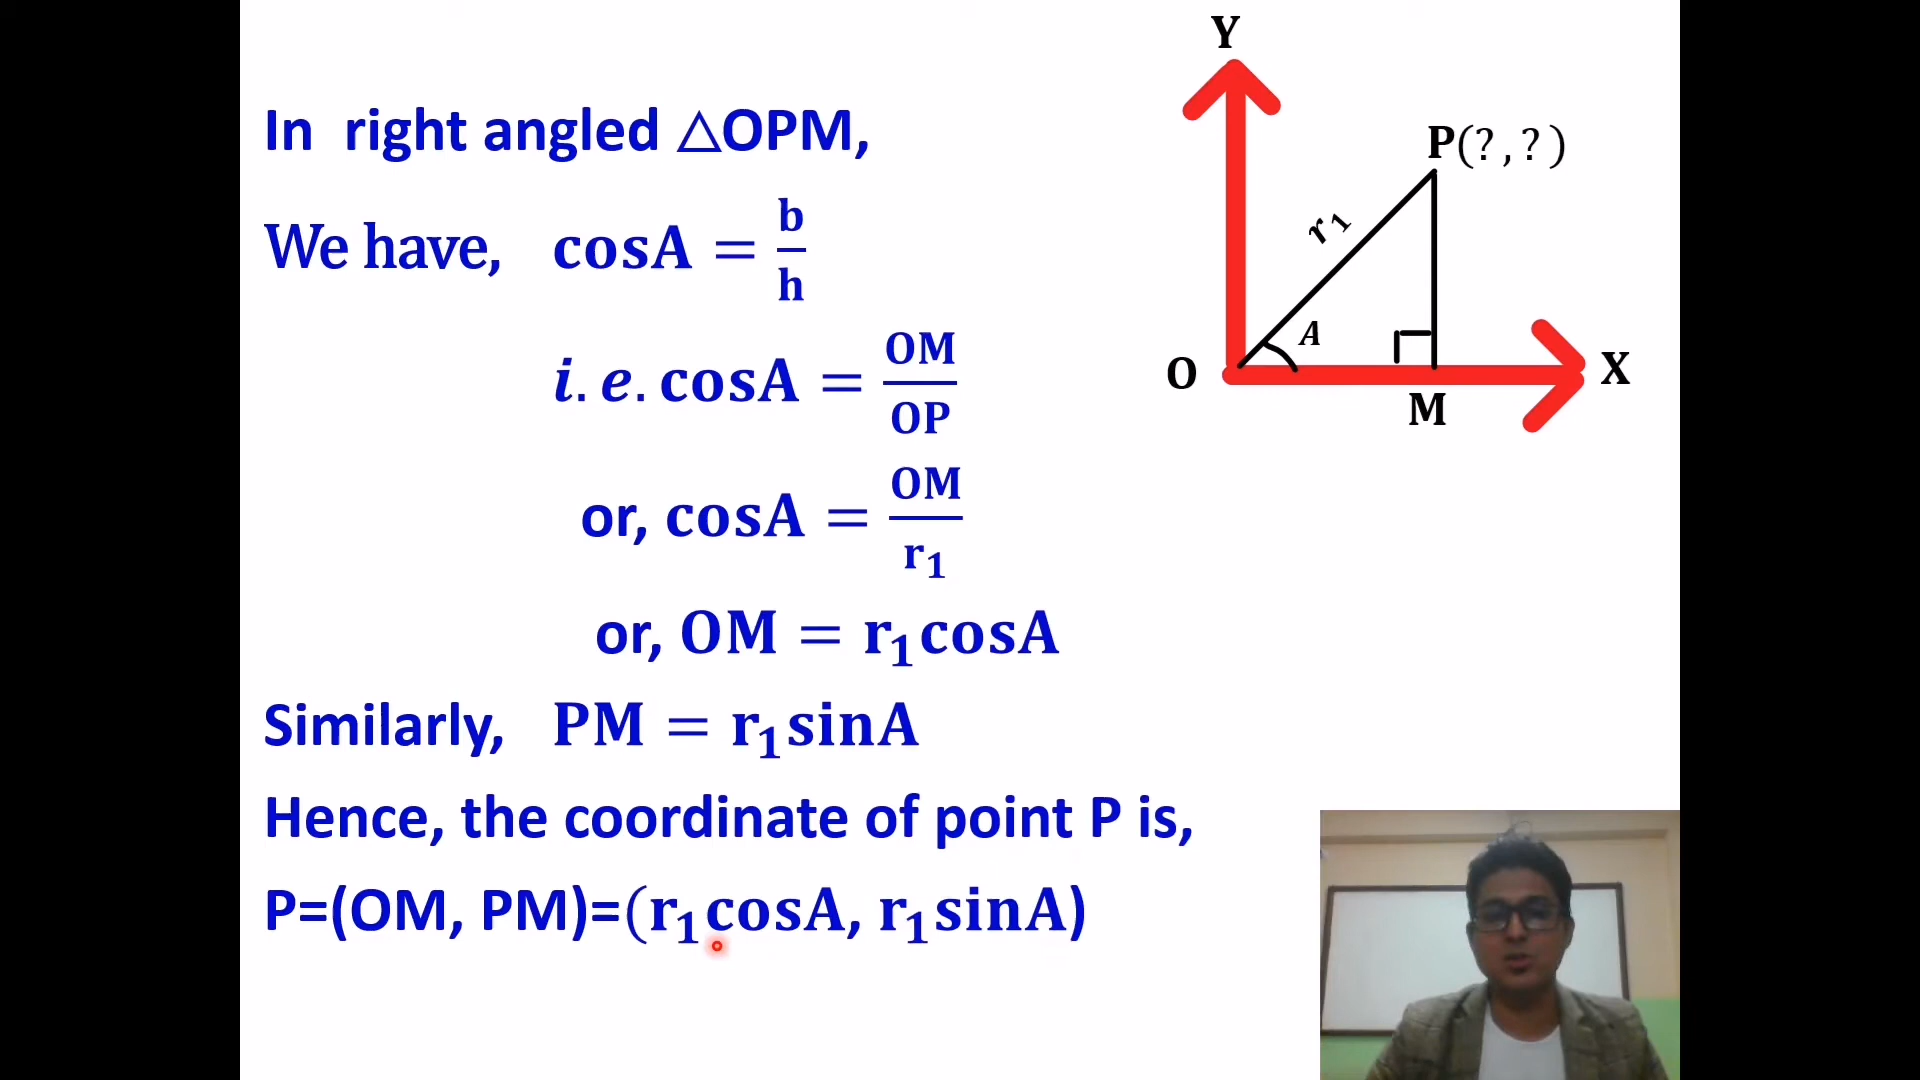 In right angled △OPM,
We have, cosA = b/h
i.e. cosA = OM/OP
or, cosA = OM/r₁
or, OM = r₁cosA
Similarly, PM = r₁sinA
Hence, the coordinate of point P is,
P=(OM, PM)=(r₁cosA, r₁sinA)
Y
P(?,?)
r₁
A
O
X
M